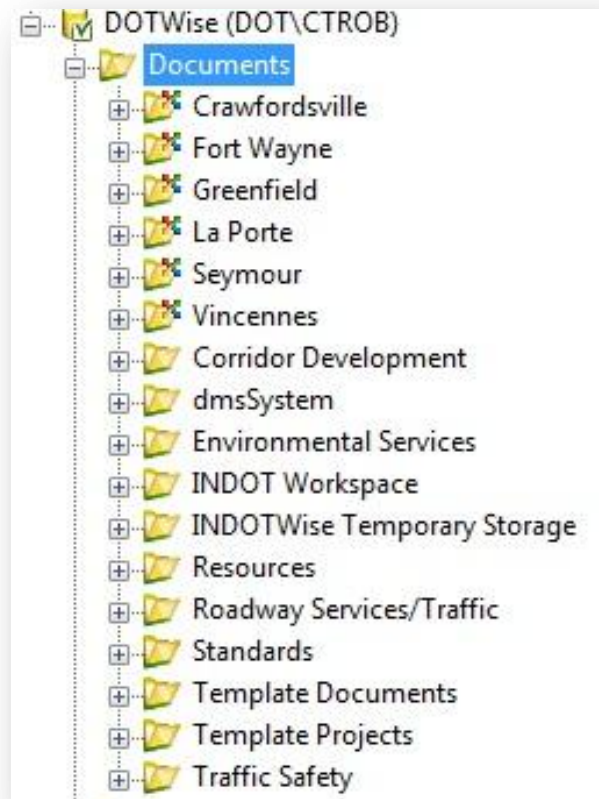 DOTWise (DOT\CTROB)
Documents
Crawfordsville
Fort Wayne
Greenfield
La Porte
Seymour
Vincennes
Corridor Development
dmsSystem
Environmental Services
INDOT Workspace
INDOTWise Temporary Storage
Resources
Roadway Services/Traffic
Standards
Template Documents
Template Projects
Traffic Safety